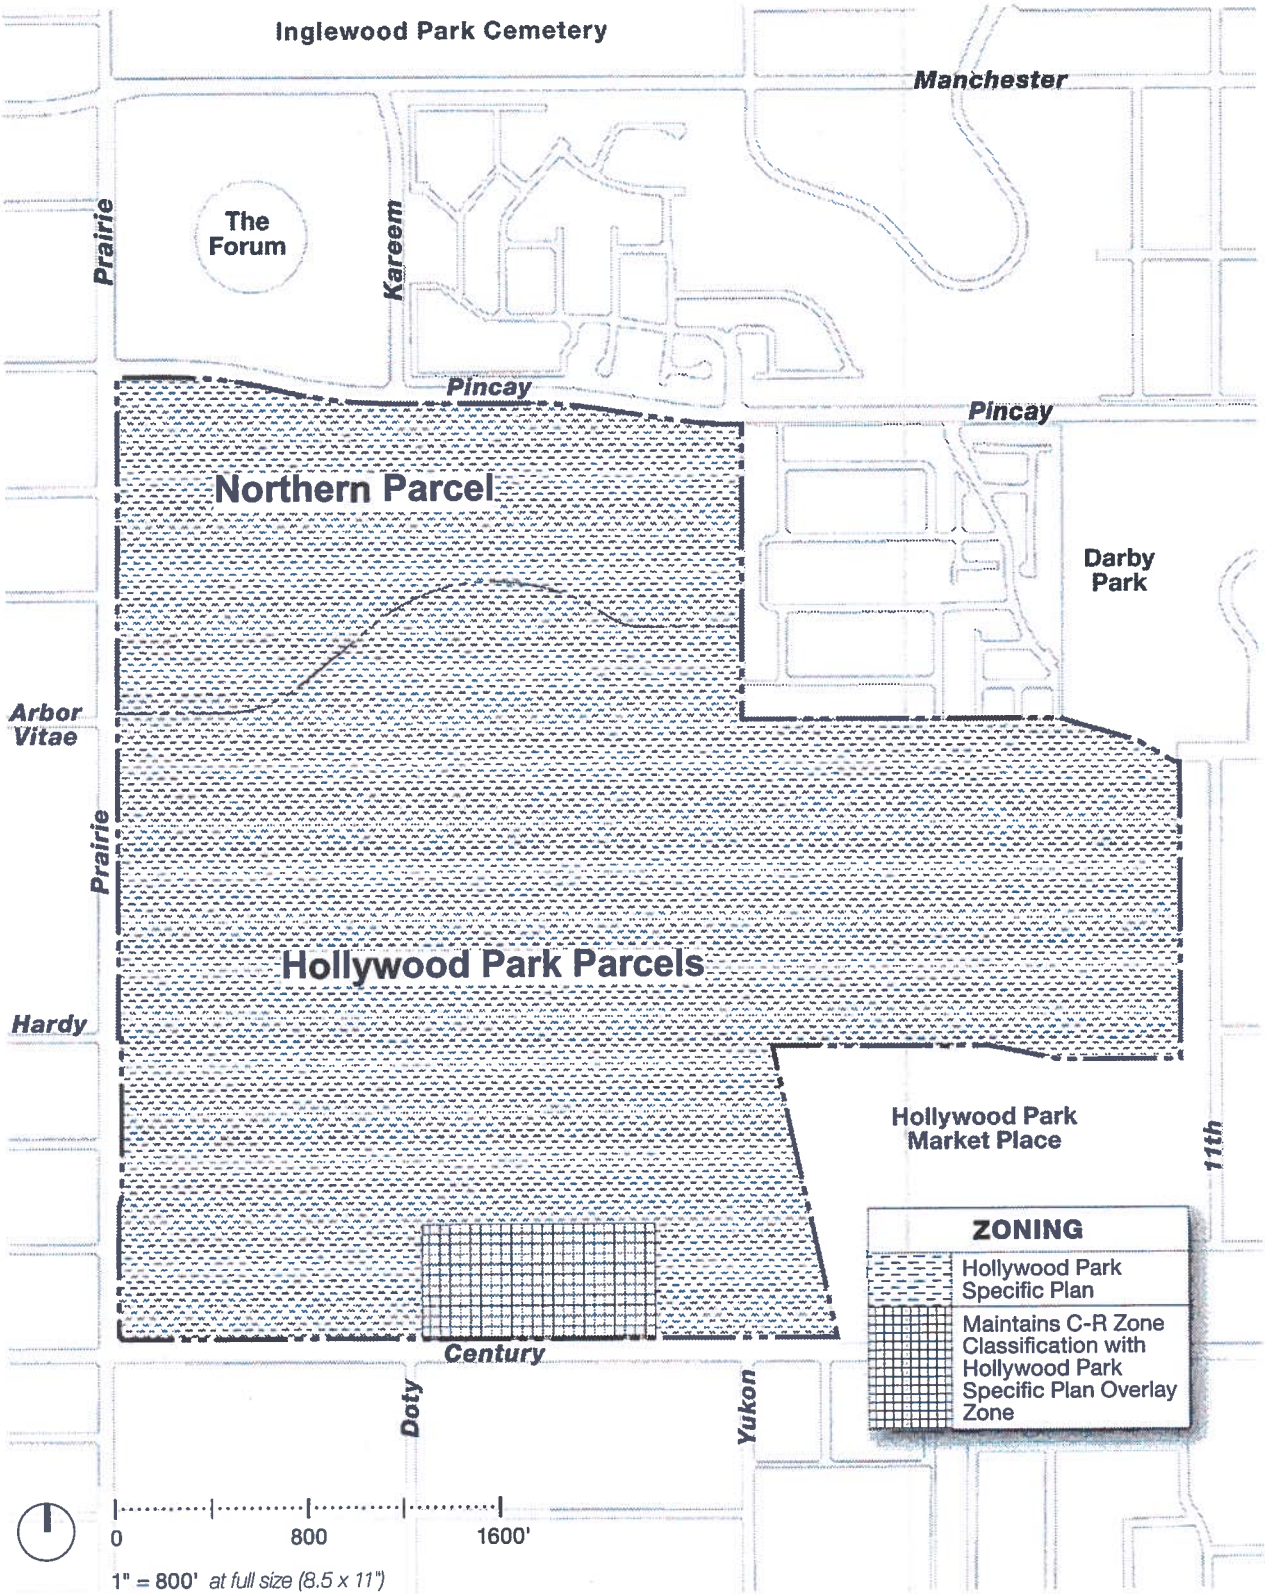 Inglewood Park Cemetery
Manchester
Prairie
The
Forum
Kareem
Pincay
Pincay
Northern Parcel
Darby
Park
Arbor
Vitae
Prairie
Hollywood Park Parcels
Hardy
Hollywood Park
Market Place
11th
ZONING
Hollywood Park
Specific Plan
Maintains C-R Zone
Classification with
Hollywood Park
Specific Plan Overlay
Zone
Century
Doty
Yukon
0 800 1600'
1" = 800' at full size (8.5 x 11")